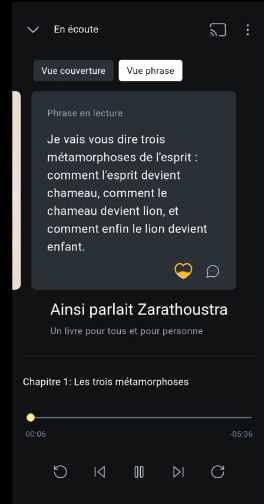 En écoute
Vue couverture
Vue phrase
Phrase en lecture
Je vais vous dire trois
métamorphoses de l'esprit :
comment l'esprit devient
chameau, comment le
chameau devient lion, et
comment enfin le lion devient
enfant.
Ainsi parlait Zarathoustra
Un livre pour tous et pour personne
Chapitre 1: Les trois métamorphoses
00:06
-05:36